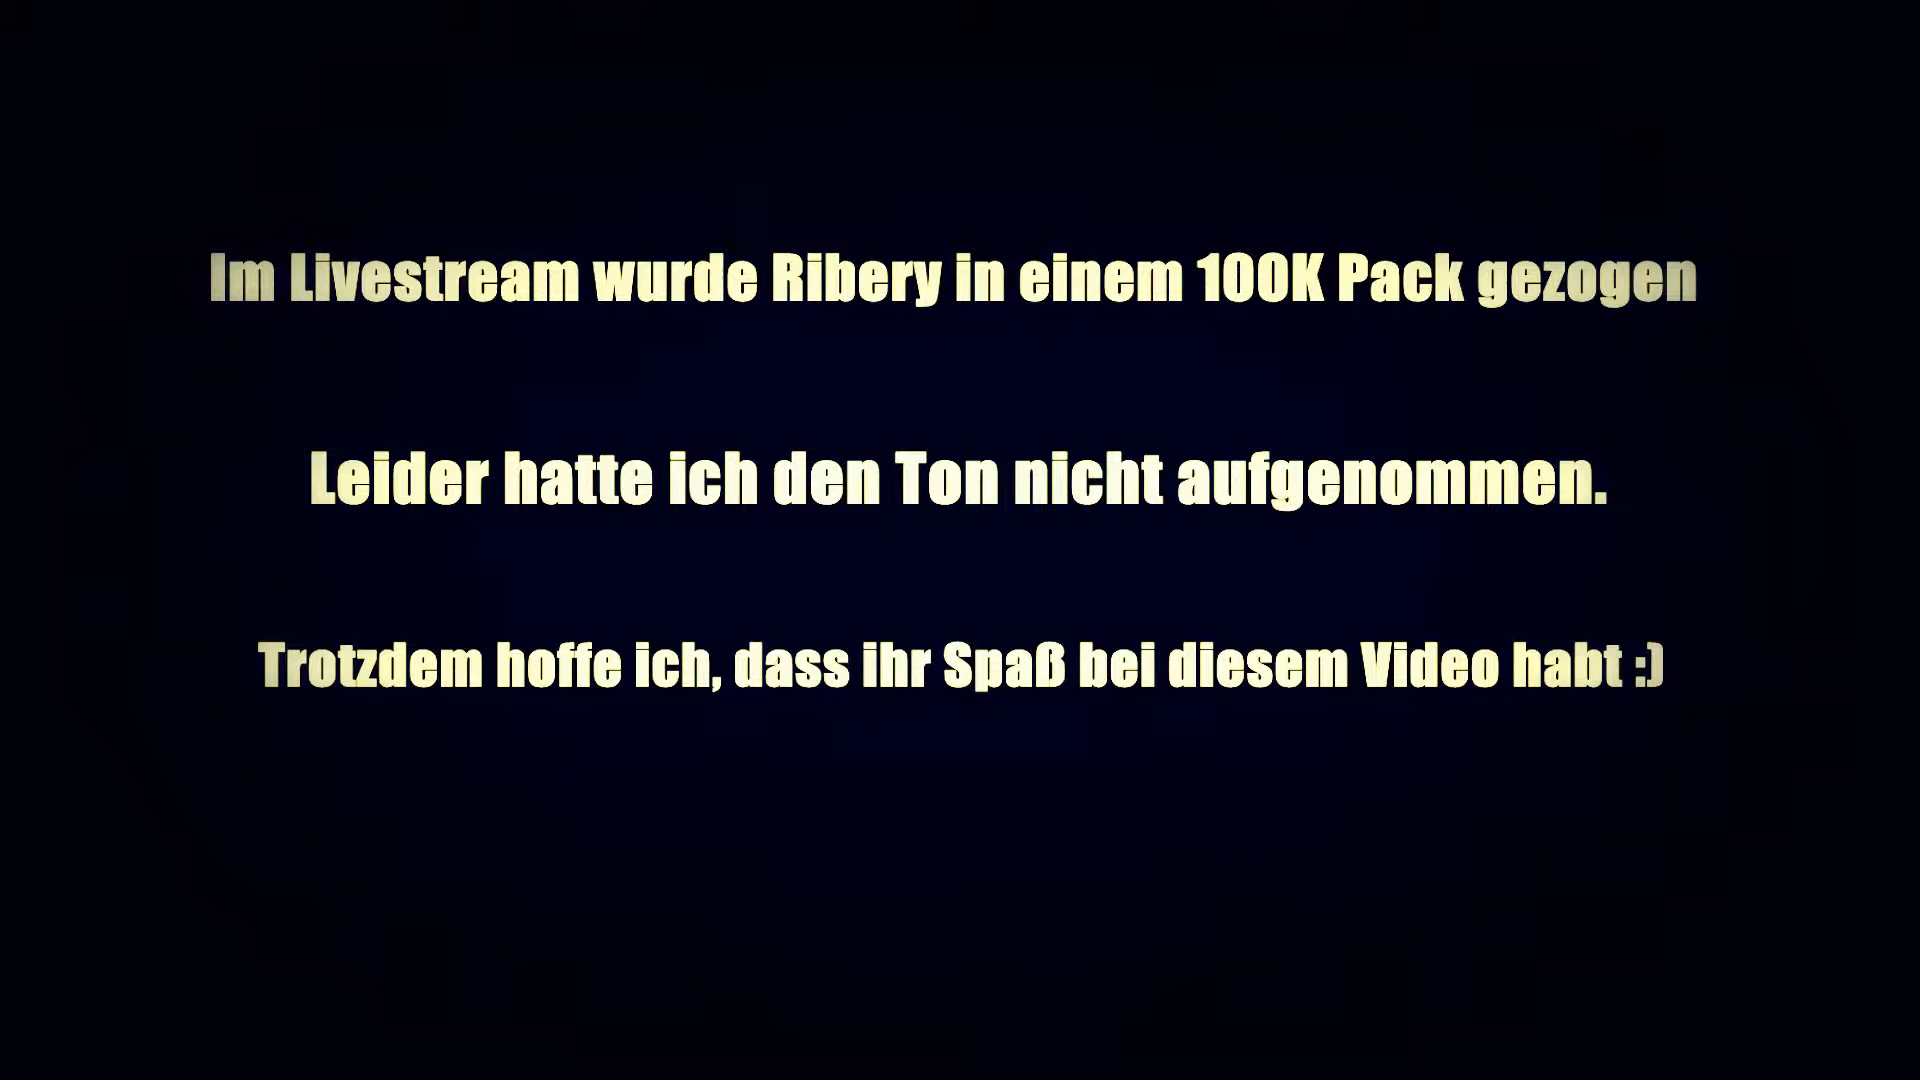 Im Livestream wurde Ribery in einem 100K Pack gezogen
Leider hatte ich den Ton nicht aufgenommen.
Trotzdem hoffe ich, dass ihr Spaß bei diesem Video habt :)